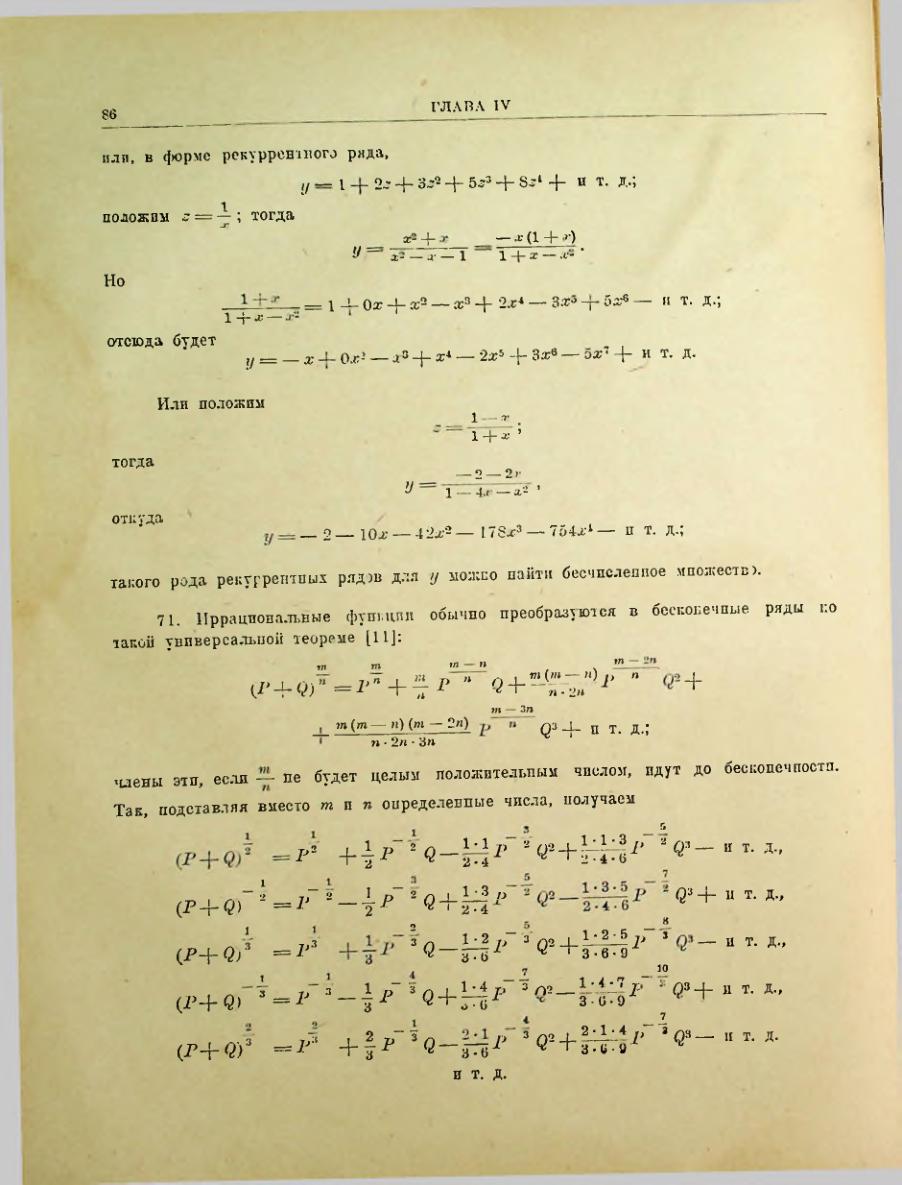 86
ГЛАВА IV
или, в форме рекуррентного ряда,
y = 1 + 2z + 3z² + 5z³ + 8z⁴ + и т. д.;
положим z = 1/x ; тогда
y = (x² + x)/(x² — x — 1) = (— x (1 + x))/(1 + x — x²) .
Но
(1 + x)/(1 + x — x²) = 1 + 0x + x² — x³ + 2x⁴ — 3x⁵ + 5x⁶ — и т. д.;
отсюда будет
y = — x + 0x² — x³ + x⁴ — 2x⁵ + 3x⁶ — 5x⁷ + и т. д.
Или положим
z = (1 — x)/(1 + x) ;
тогда
y = (— 2 — 2x)/(1 — 4x — x²) ,
откуда
y = — 2 — 10x — 42x² — 178x³ — 754x⁴ — и т. д.;
такого рода рекуррентных рядов для y можно найти бесчисленное множество.
71. Иррациональные функции обычно преобразуются в бесконечные ряды по
такой универсальной теореме [11]:
(P + Q)^(m/n) = P^(m/n) + (m/n) P^((m — n)/n) Q + (m (m — n))/(n · 2n) P^((m — 2n)/n) Q² +
+ (m (m — n) (m — 2n))/(n · 2n · 3n) P^((m — 3n)/n) Q³ + и т. д.;
члены эти, если m/n не будет целым положительным числом, идут до бесконечности.
Так, подставляя вместо m и n определенные числа, получаем
(P + Q)^(1/2) = P^(1/2) + (1/2) P^(—1/2) Q — (1·1)/(2·4) P^(—3/2) Q² + (1·1·3)/(2·4·6) P^(—5/2) Q³ — и т. д.,
(P + Q)^(—1/2) = P^(—1/2) — (1/2) P^(—3/2) Q + (1·3)/(2·4) P^(—5/2) Q² — (1·3·5)/(2·4·6) P^(—7/2) Q³ + и т. д.,
(P + Q)^(1/3) = P^(1/3) + (1/3) P^(—2/3) Q — (1·2)/(3·6) P^(—5/3) Q² + (1·2·5)/(3·6·9) P^(—8/3) Q³ — и т. д.,
(P + Q)^(—1/3) = P^(—1/3) — (1/3) P^(—4/3) Q + (1·4)/(3·6) P^(—7/3) Q² — (1·4·7)/(3·6·9) P^(—10/3) Q³ + и т. д.,
(P + Q)^(2/3) = P^(2/3) + (2/3) P^(—1/3) Q — (2·1)/(3·6) P^(—4/3) Q² + (2·1·4)/(3·6·9) P^(—7/3) Q³ — и т. д.
и т. д.